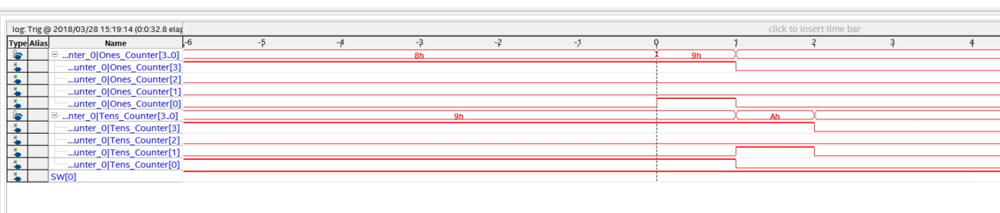 log: Trig @ 2018/03/28 15:19:14 (0:0:32.8 elap click to insert time bar
Type Alias Name -6 -5 -4 -3 -2 -1 0 1 2 3 4
...nter_0|Ones_Counter[3..0] 8h 9h
...unter_0|Ones_Counter[3]
...unter_0|Ones_Counter[2]
...unter_0|Ones_Counter[1]
...unter_0|Ones_Counter[0]
...nter_0|Tens_Counter[3..0] 9h Ah
...unter_0|Tens_Counter[3]
...unter_0|Tens_Counter[2]
...unter_0|Tens_Counter[1]
...unter_0|Tens_Counter[0]
SW[0]